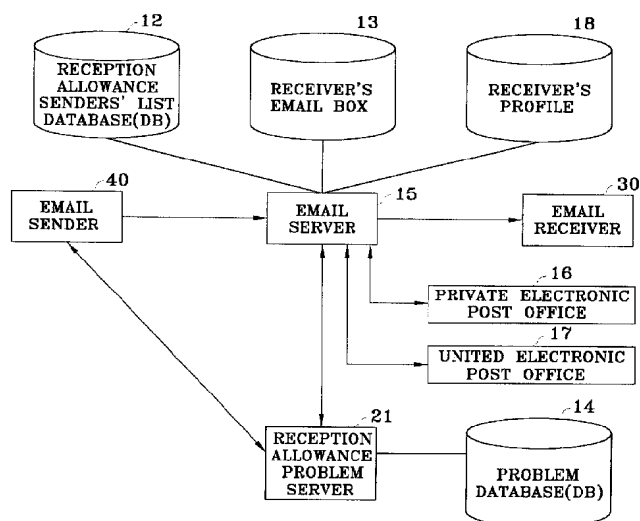 12
RECEPTION
ALLOWANCE
SENDERS' LIST
DATABASE(DB)
13
RECEIVER'S
EMAIL BOX
18
RECEIVER'S
PROFILE
40
EMAIL
SENDER
15
EMAIL
SERVER
30
EMAIL
RECEIVER
16
PRIVATE ELECTRONIC
POST OFFICE
17
UNITED ELECTRONIC
POST OFFICE
21
RECEPTION
ALLOWANCE
PROBLEM
SERVER
14
PROBLEM
DATABASE(DB)